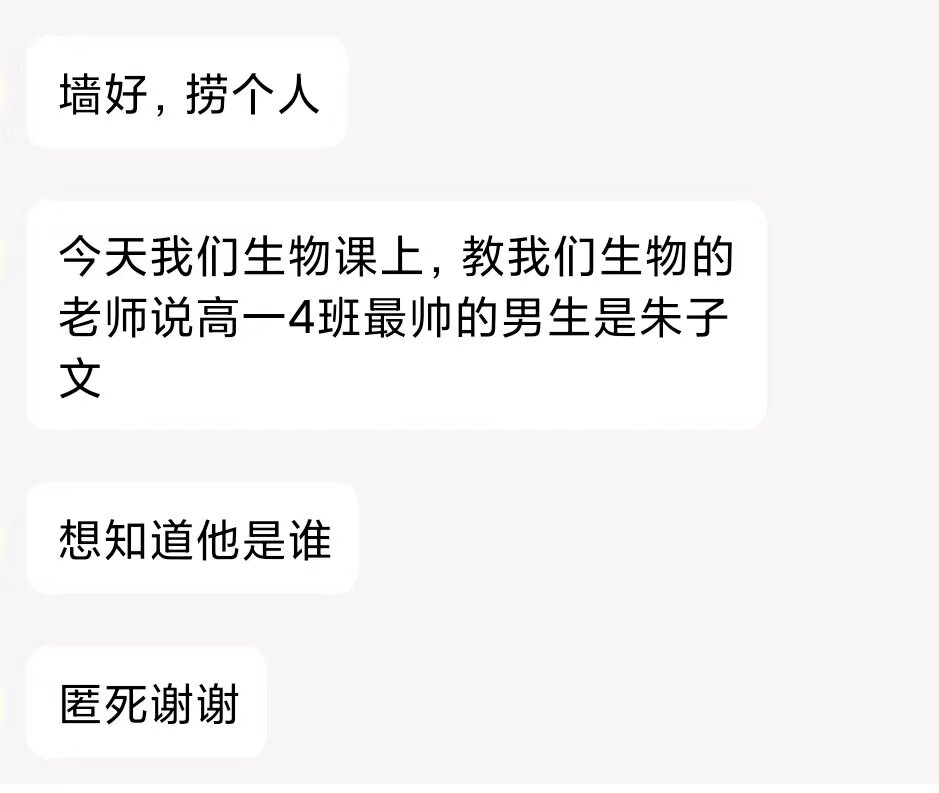 墙好，捞个人
今天我们生物课上，教我们生物的
老师说高一4班最帅的男生是朱子
文
想知道他是谁
匿死谢谢